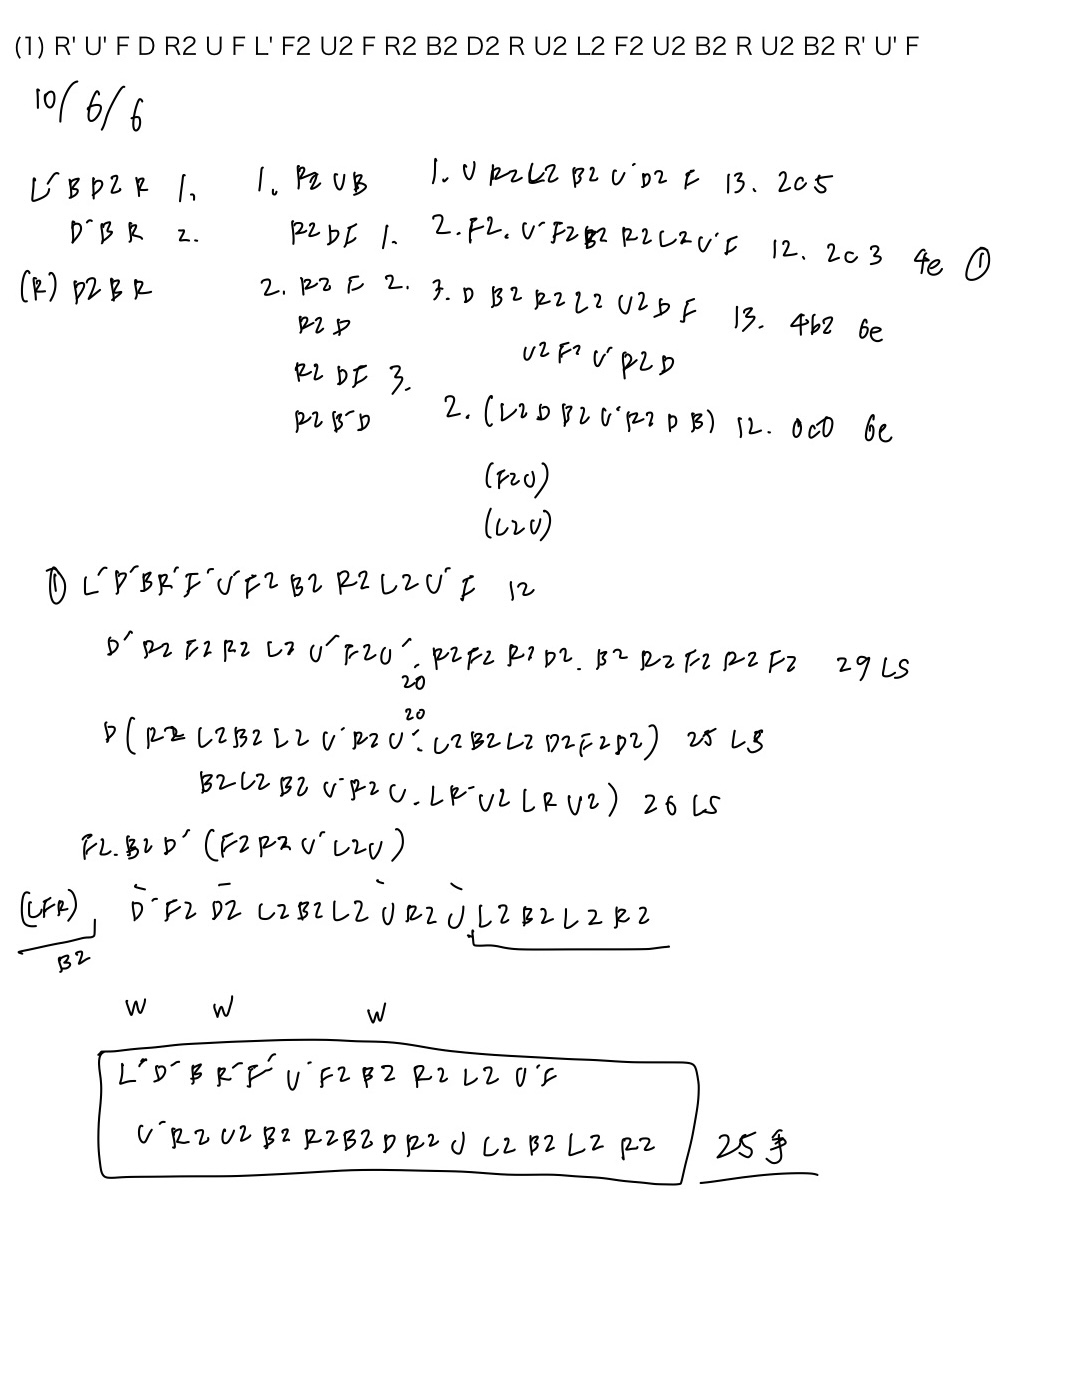 (1) R' U' F D R2 U F L' F2 U2 F R2 B2 D2 R U2 L2 F2 U2 B2 R U2 B2 R' U' F
10/6/6
L' B D2 R 1. 1. R2 U B 1. U R2 L2 B2 U' D2 F 13. 2c5
D' B R 2. R2 D F 1. 2. F2. U' F2 B2 R2 L2 U' F 12. 2c3 4e ①
(R) D2 B R 2. R2 F 2. 3. D B2 R2 L2 U2 D F 13. 4b2 6e
R2 D U2 F2 U' R2 D
R2 D F 3.
R2 B' D 2. (L2 D B2 U' R2 D B) 12. 0c0 6e
(F2 U)
(L2 U)
① L' D' B R' F' U' F2 B2 R2 L2 U' F 12
D' R2 F2 R2 L2 U' F2 U'. R2 F2 R2 D2. B2 R2 F2 R2 F2 29 LS
20
20
D (R2 L2 B2 L2 U' R2 U'. L2 B2 L2 D2 F2 D2) 25 LS
B2 L2 B2 U' R2 U. L R' U2 L R U2) 26 LS
F2. B2 D' (F2 R2 U' L2 U)
(LFR) D' F2 D2 L2 B2 L2 U R2 U. L2 B2 L2 R2
B2
W W W
L' D' B R' F' U' F2 B2 R2 L2 U' F
U' R2 U2 B2 R2 B2 D R2 U L2 B2 L2 R2 25手